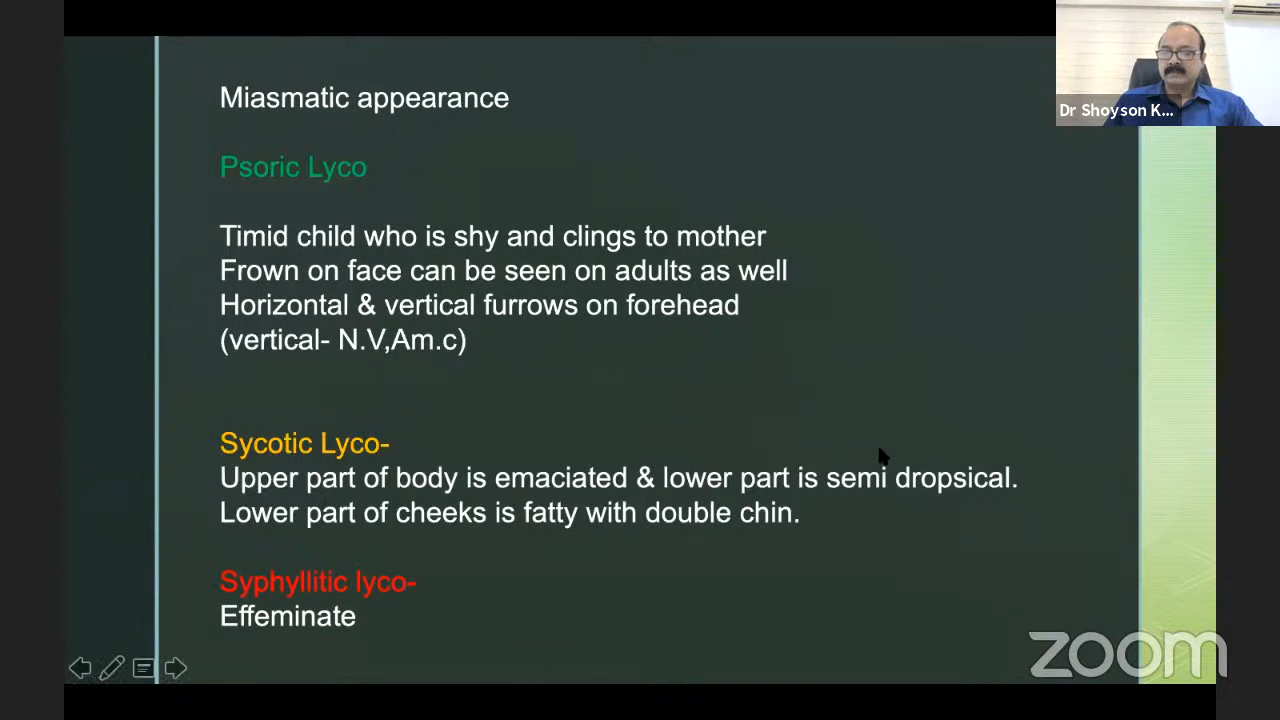 Miasmatic appearance
Psoric Lyco
Timid child who is shy and clings to mother
Frown on face can be seen on adults as well
Horizontal & vertical furrows on forehead
(vertical- N.V,Am.c)
Sycotic Lyco-
Upper part of body is emaciated & lower part is semi dropsical.
Lower part of cheeks is fatty with double chin.
Syphyllitic lyco-
Effeminate
Dr Shoyson K...
zoom